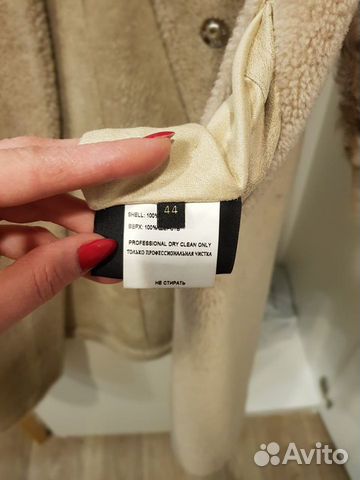 44
SHELL: 100%
ВЕРХ: 100%
PROFESSIONAL DRY CLEAN ONLY
ТОЛЬКО ПРОФЕССИОНАЛЬНАЯ ЧИСТКА
НЕ СТИРАТЬ
Avito